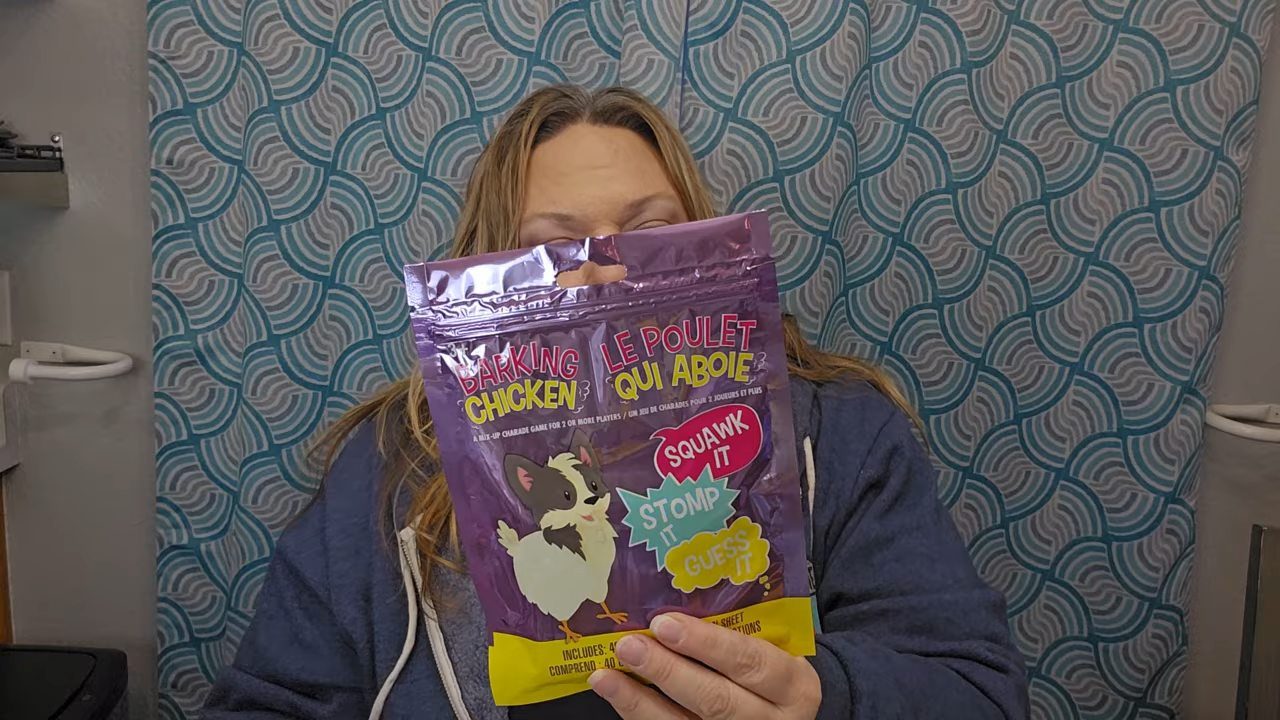 BARKING
CHICKEN
LE POULET
QUI ABOIE
A MIX-UP CHARADE GAME FOR 2 OR MORE PLAYERS / UN JEU DE CHARADES POUR 2 JOUEURS ET PLUS
SQUAWK
IT
STOMP
IT
GUESS
IT
INCLUDES: SHEET
COMPREND : 40